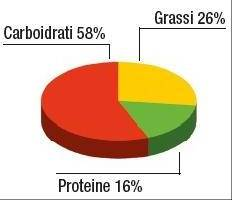 Grassi 26%
Carboidrati 58%
Proteine 16%